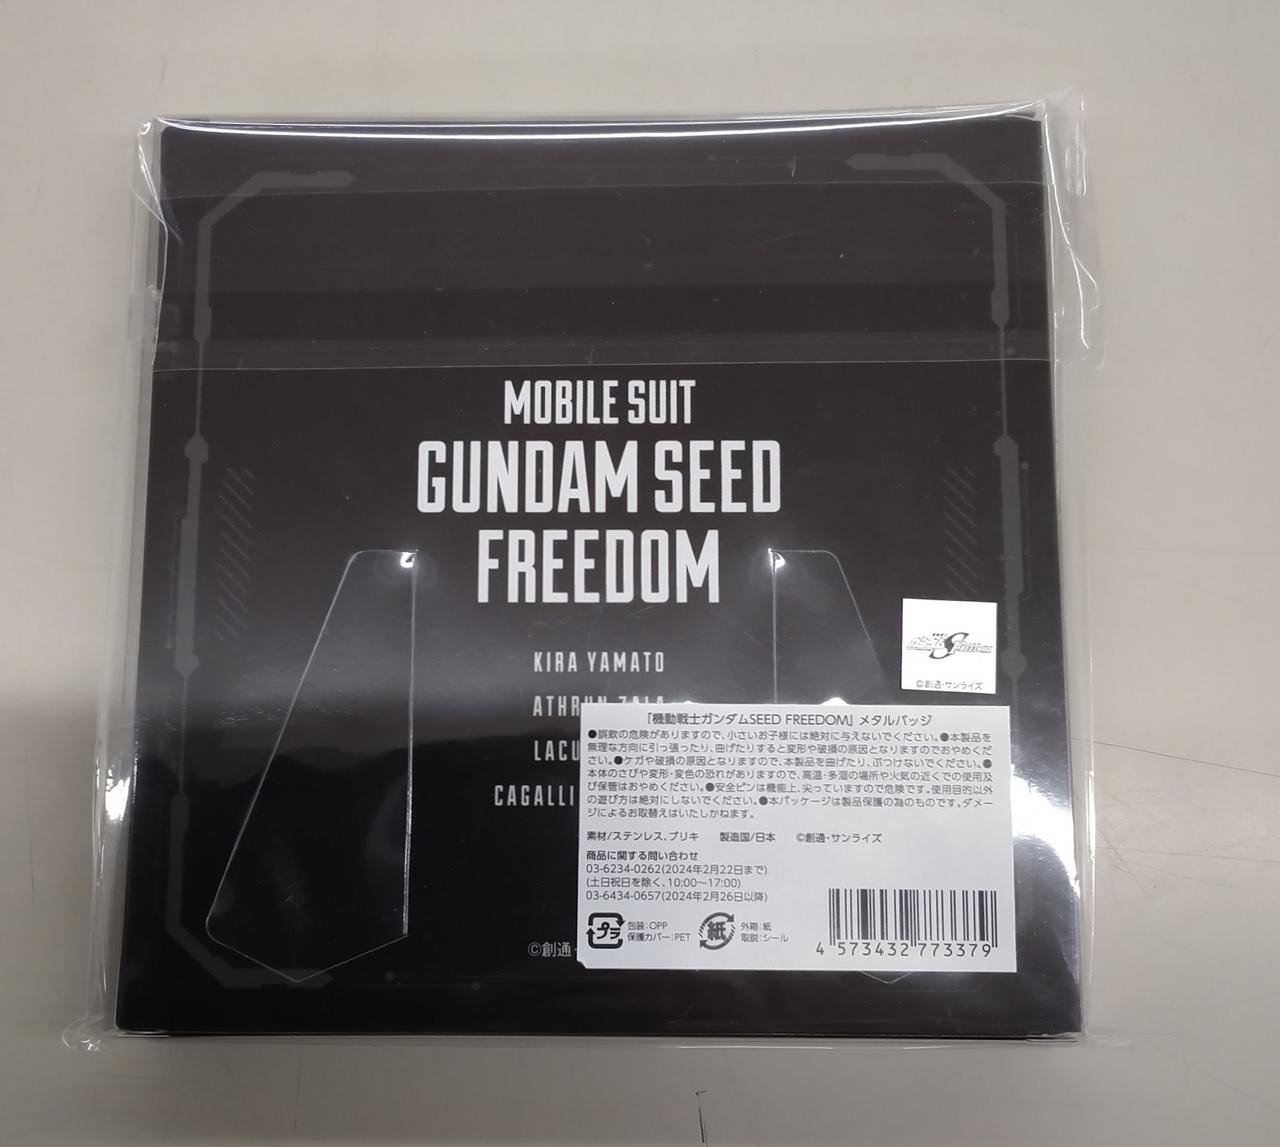 MOBILE SUIT
GUNDAM SEED
FREEDOM
KIRA YAMATO
ATHRUN ZALA
LACU
CAGALLI
©創通・サンライズ
『機動戦士ガンダムSEED FREEDOM』 メタルバッジ
●誤飲の危険がありますので、小さいお子様には絶対に与えないでください。●本製品を
無理な方向に引っ張ったり、曲げたりすると変形や破損の原因となりますのでおやめくだ
さい。●ケガや破損の原因となりますので、本製品を曲げたり、ぶつけないでください。●
本体のさびや変形・変色の恐れがありますので、高温・多湿の場所や火気の近くでの使用及
び保管はおやめください。●安全ピンは機能上、尖っていますので危険です。使用目的以外
の遊び方は絶対にしないでください。●本パッケージは製品保護の為のものです。ダメー
ジによるお取替えはいたしかねます。
素材/ステンレス、ブリキ 製造国/日本 ©創通・サンライズ
商品に関する問い合わせ
03-6234-0262(2024年2月22日まで)
(土日祝日を除く、10:00〜17:00)
03-6434-0657(2024年2月26日以降)
プラ
包装:OPP
保護カバー:PET
紙
外箱:紙
取説:シール
4 573432 773379
©創通・